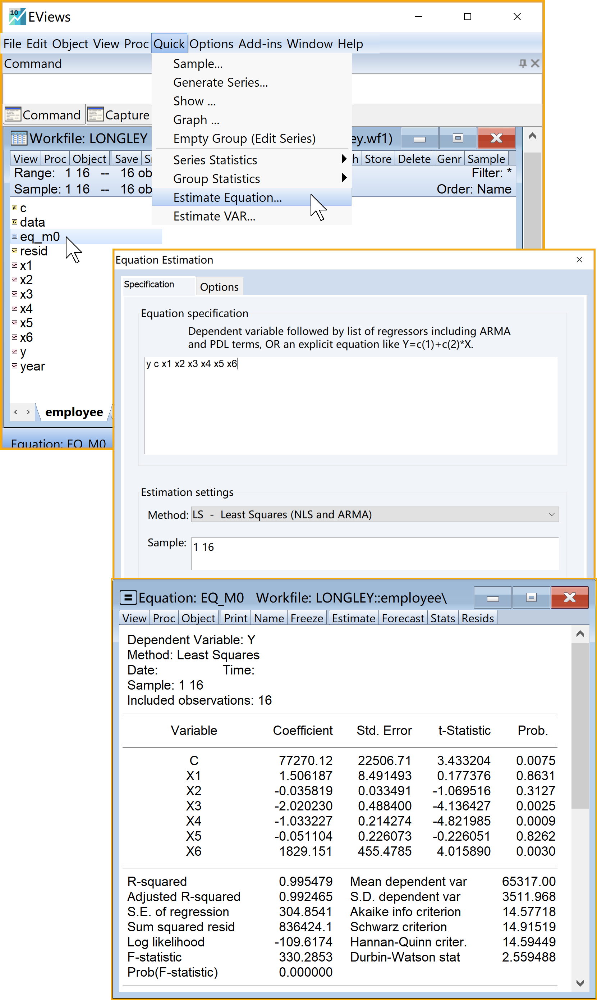 10 EViews
File Edit Object View Proc Quick Options Add-ins Window Help
Command
Sample...
Generate Series...
Show ...
Graph ...
Empty Group (Edit Series)
Series Statistics
Group Statistics
Estimate Equation...
Estimate VAR...
Command Capture
Workfile: LONGLEY ey.wf1)
View Proc Object Save Store Delete Genr Sample
Range: 1 16 -- 16 ob Filter: *
Sample: 1 16 -- 16 ob Order: Name
c
data
eq_m0
resid
x1
x2
x3
x4
x5
x6
y
year
employee
Equation: EQ_M0
Equation Estimation
Specification Options
Equation specification
Dependent variable followed by list of regressors including ARMA
and PDL terms, OR an explicit equation like Y=c(1)+c(2)*X.
y c x1 x2 x3 x4 x5 x6
Estimation settings
Method: LS - Least Squares (NLS and ARMA)
Sample: 1 16
Equation: EQ_M0 Workfile: LONGLEY::employee\
View Proc Object Print Name Freeze Estimate Forecast Stats Resids
Dependent Variable: Y
Method: Least Squares
Date: Time:
Sample: 1 16
Included observations: 16
Variable Coefficient Std. Error t-Statistic Prob.
C 77270.12 22506.71 3.433204 0.0075
X1 1.506187 8.491493 0.177376 0.8631
X2 -0.035819 0.033491 -1.069516 0.3127
X3 -2.020230 0.488400 -4.136427 0.0025
X4 -1.033227 0.214274 -4.821985 0.0009
X5 -0.051104 0.226073 -0.226051 0.8262
X6 1829.151 455.4785 4.015890 0.0030
R-squared 0.995479 Mean dependent var 65317.00
Adjusted R-squared 0.992465 S.D. dependent var 3511.968
S.E. of regression 304.8541 Akaike info criterion 14.57718
Sum squared resid 836424.1 Schwarz criterion 14.91519
Log likelihood -109.6174 Hannan-Quinn criter. 14.59449
F-statistic 330.2853 Durbin-Watson stat 2.559488
Prob(F-statistic) 0.000000